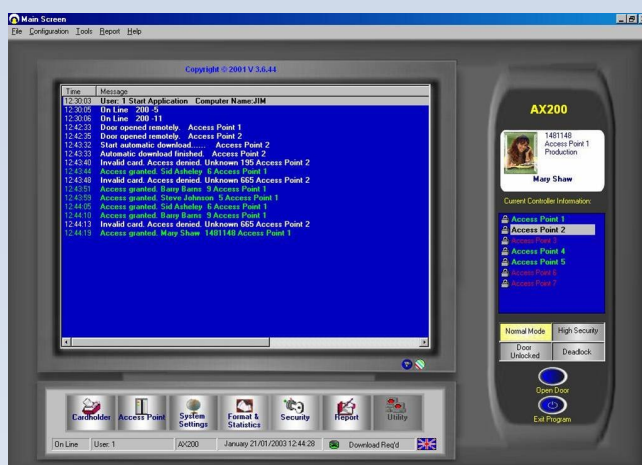 Main Screen
File Configuration Tools Report Help
Copyright © 2001 V 3.6.44
Time Message
12:30:03 User: 1 Start Application Computer Name:JIM
12:30:05 On Line 200 -5
12:30:06 On Line 200 -11
12:42:33 Door opened remotely. Access Point 1
12:42:35 Door opened remotely. Access Point 2
12:43:32 Start automatic download...... Access Point 2
12:43:33 Automatic download finished. Access Point 2
12:43:40 Invalid card. Access denied. Unknown 195 Access Point 2
12:43:44 Access granted. Sid Asheley 6 Access Point 1
12:43:48 Invalid card. Access denied. Unknown 665 Access Point 2
12:43:51 Access granted. Barry Barns 9 Access Point 1
12:43:59 Access granted. Steve Johnson 5 Access Point 1
12:44:05 Access granted. Sid Asheley 6 Access Point 1
12:44:10 Access granted. Barry Barns 9 Access Point 1
12:44:13 Invalid card. Access denied. Unknown 665 Access Point 2
12:44:19 Access granted. Mary Shaw 1481148 Access Point 1
AX200
1481148
Access Point 1
Production
Mary Shaw
Current Controller Information:
Access Point 1
Access Point 2
Access Point 3
Access Point 4
Access Point 5
Access Point 6
Access Point 7
Normal Mode High Security
Door Unlocked Deadlock
Open Door
Exit Program
Cardholder Access Point System Settings Format & Statistics Security Report Utility
On Line User: 1 AX200 January 21/01/2003 12:44:28 Download Req'd